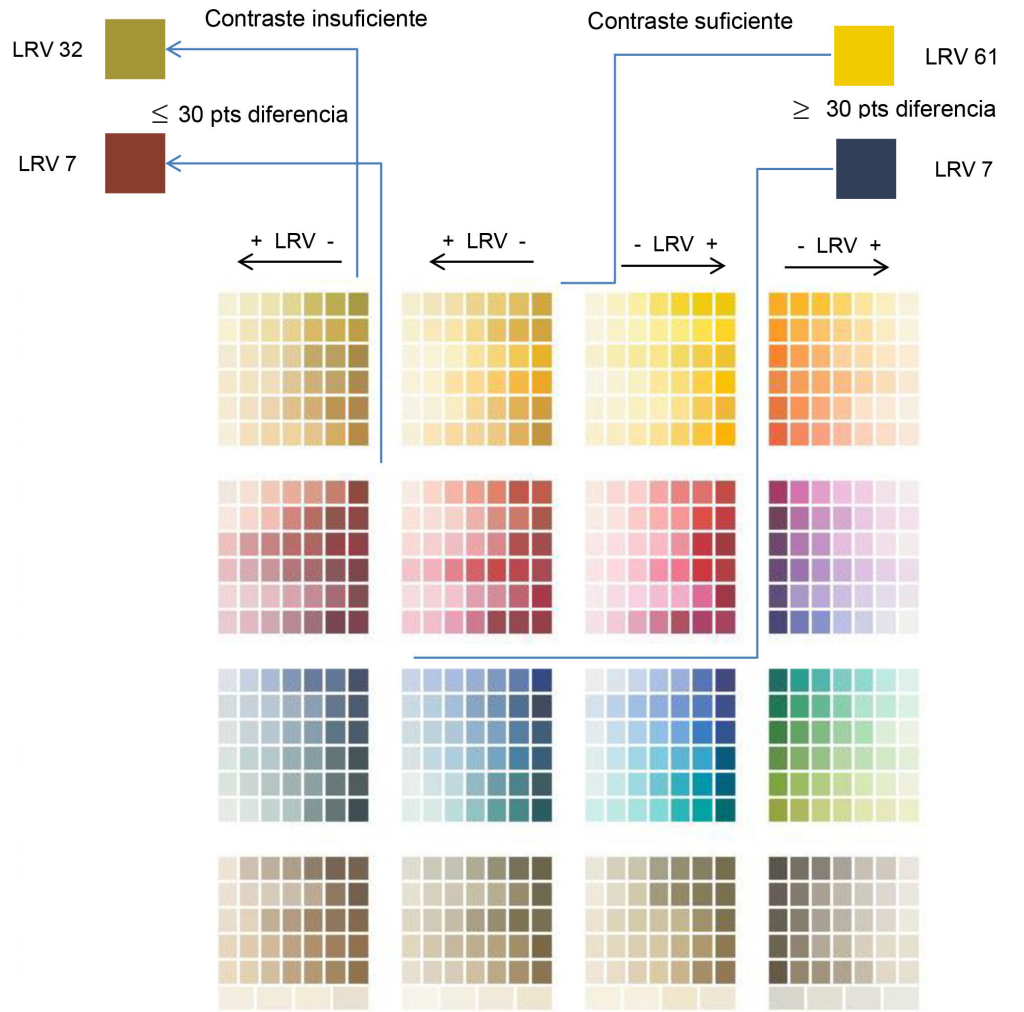 Contraste insuficiente
Contraste suficiente
LRV 32
LRV 61
≤ 30 pts diferencia
≥ 30 pts diferencia
LRV 7
LRV 7
+ LRV -
+ LRV -
- LRV +
- LRV +